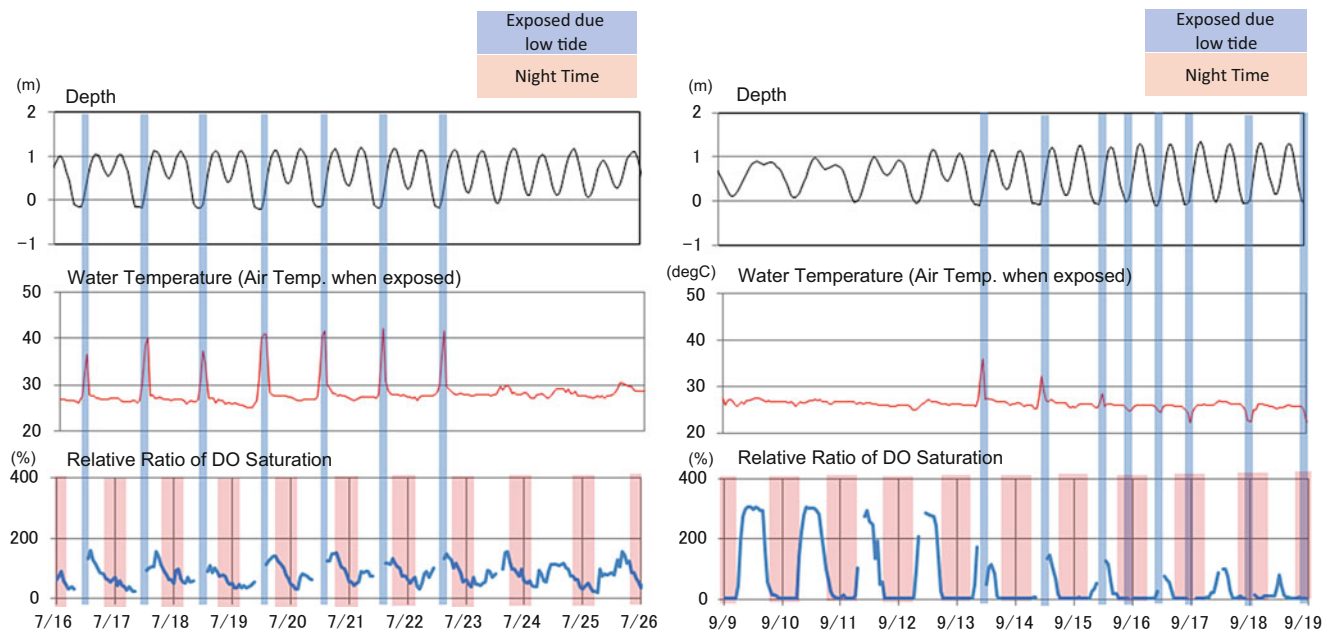 Exposed due
low tide
Night Time
(m)
Depth
2
1
0
−1
Water Temperature (Air Temp. when exposed)
50
40
30
20
(%)
Relative Ratio of DO Saturation
400
200
0
7/16 7/17 7/18 7/19 7/20 7/21 7/22 7/23 7/24 7/25 7/26
Exposed due
low tide
Night Time
(m)
Depth
2
1
0
−1
(degC)
Water Temperature (Air Temp. when exposed)
50
40
30
20
(%)
Relative Ratio of DO Saturation
400
200
0
9/9 9/10 9/11 9/12 9/13 9/14 9/15 9/16 9/17 9/18 9/19